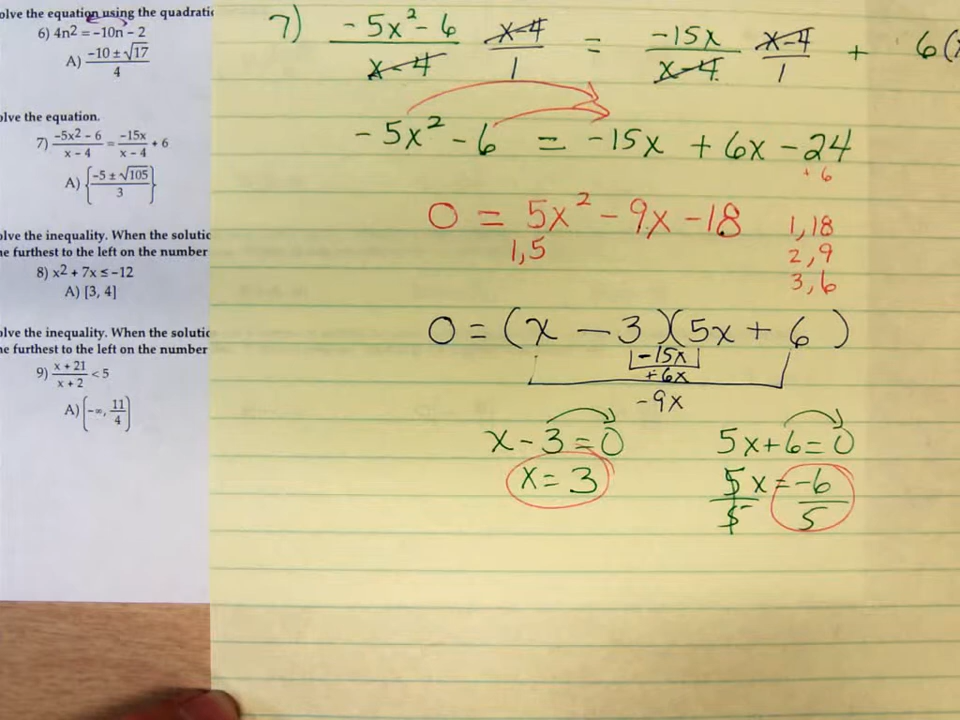 olve the equation using the quadratic
6) 4n2 = -10n - 2
A) -10 ± √17
4
olve the equation.
7) -5x2 - 6 = -15x + 6
x - 4 x - 4
A) { -5 ± √105 }
3
olve the inequality. When the solutio
he furthest to the left on the number
8) x2 + 7x ≤ -12
A) [3, 4]
olve the inequality. When the solutio
he furthest to the left on the number
9) x + 21 < 5
x + 2
A) (-∞, 11]
4
7) -5x² - 6 x-4 = -15x x-4 + 6(
x-4 1 x-4 1
-5x² - 6 = -15x + 6x - 24
+6
0 = 5x² - 9x - 18
1,5
1,18
2,9
3,6
0 = (x - 3)(5x + 6)
-15x
+6x
-9x
x - 3 = 0
x = 3
5x + 6 = 0
5x = -6
5 5